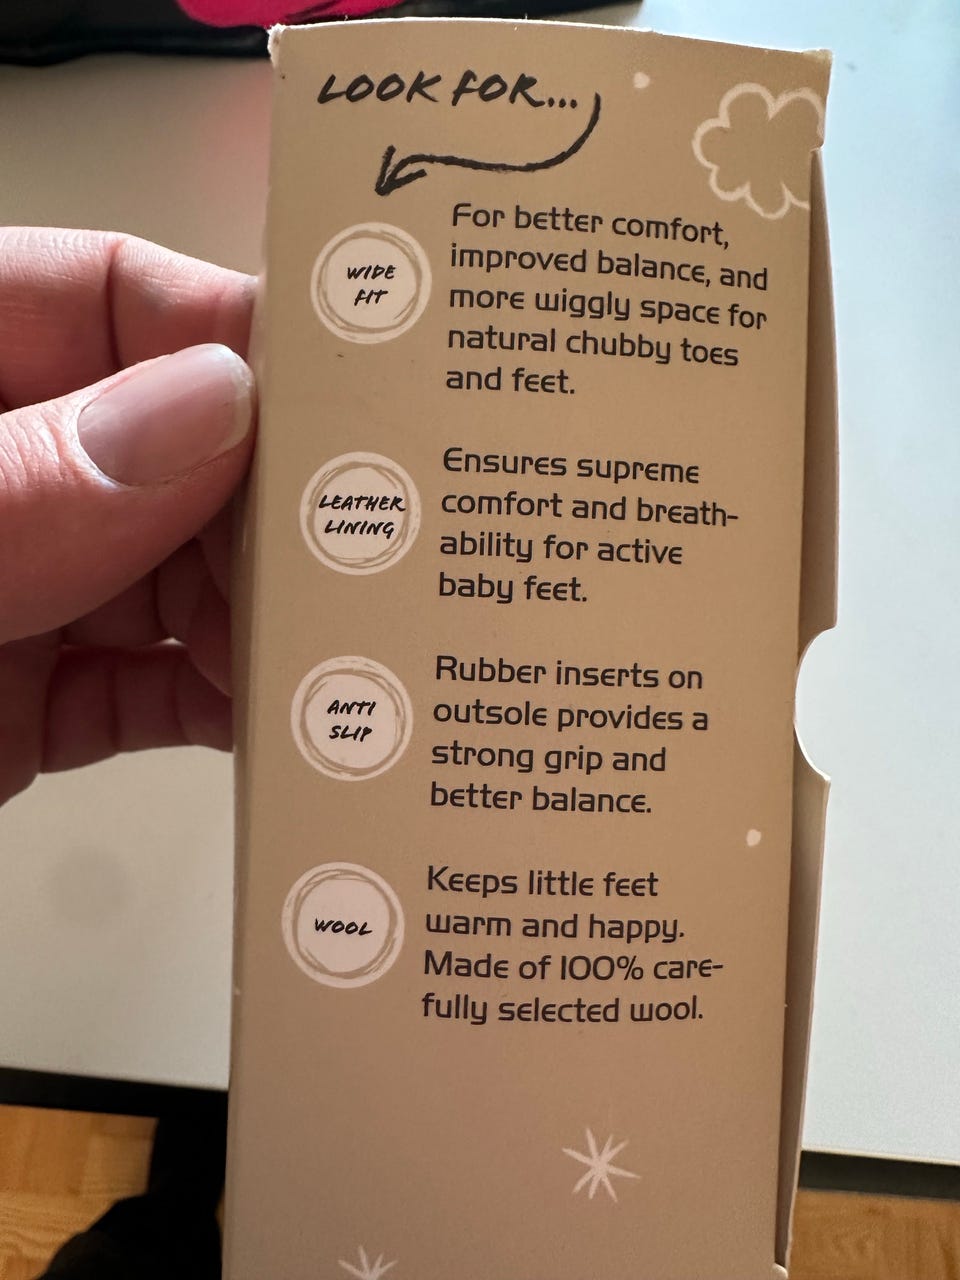 LOOK FOR...
WIDE
FIT
For better comfort,
improved balance, and
more wiggly space for
natural chubby toes
and feet.
LEATHER
LINING
Ensures supreme
comfort and breath-
ability for active
baby feet.
ANTI
SLIP
Rubber inserts on
outsole provides a
strong grip and
better balance.
WOOL
Keeps little feet
warm and happy.
Made of 100% care-
fully selected wool.